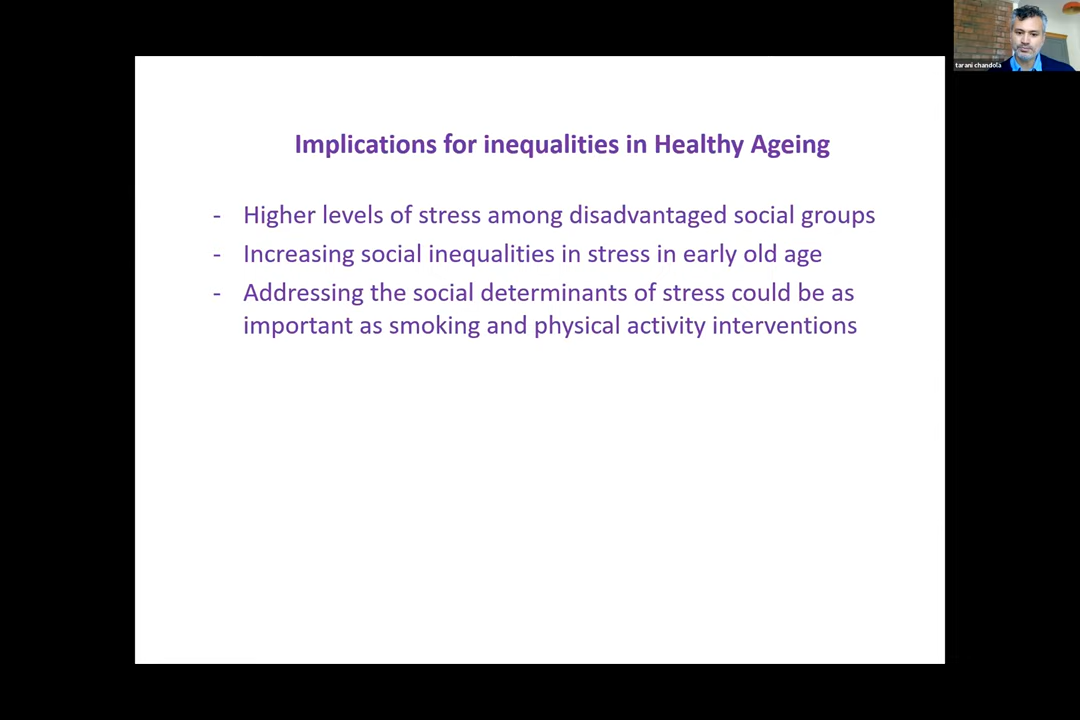 tarani chandola
Implications for inequalities in Healthy Ageing
- Higher levels of stress among disadvantaged social groups
- Increasing social inequalities in stress in early old age
- Addressing the social determinants of stress could be as
important as smoking and physical activity interventions